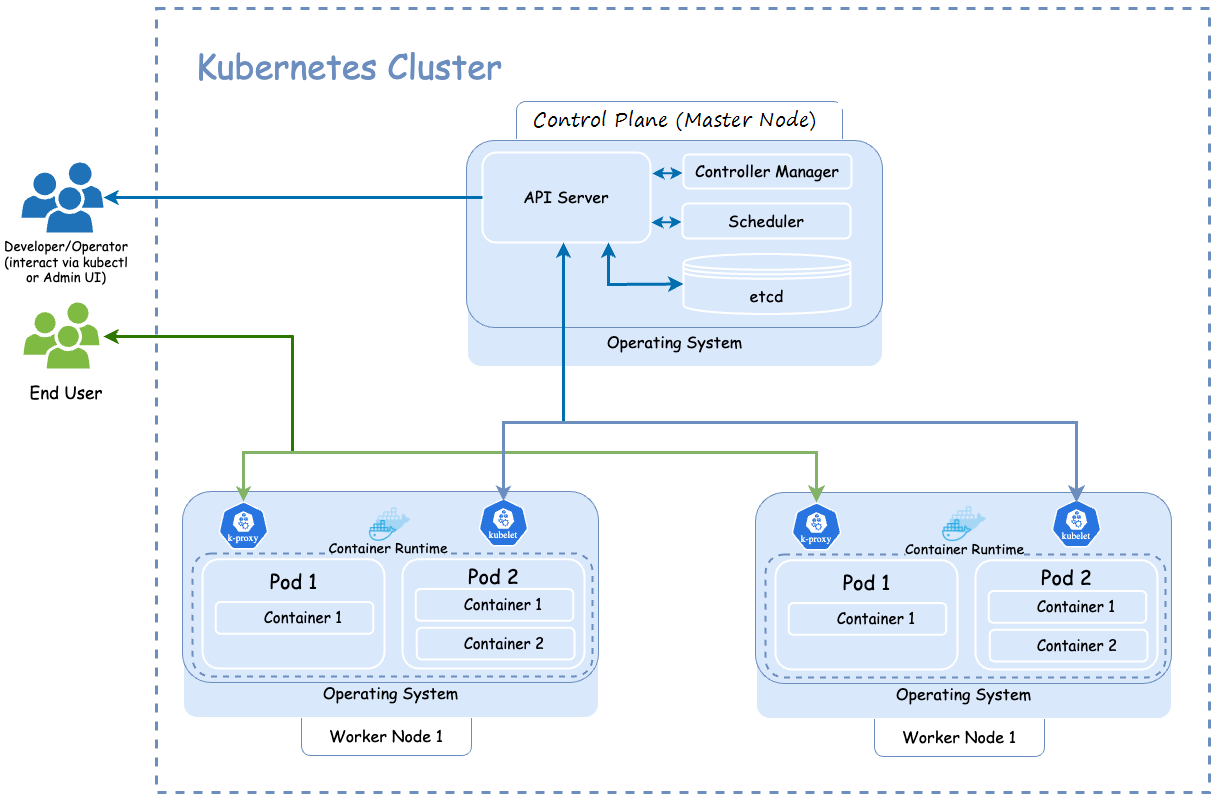 Kubernetes Cluster
Control Plane (Master Node)
API Server
Controller Manager
Scheduler
etcd
Operating System
Developer/Operator
(interact via kubectl
or Admin UI)
End User
k-proxy
Container Runtime
kubelet
Pod 1
Container 1
Pod 2
Container 1
Container 2
Operating System
Worker Node 1
k-proxy
Container Runtime
kubelet
Pod 1
Container 1
Pod 2
Container 1
Container 2
Operating System
Worker Node 1